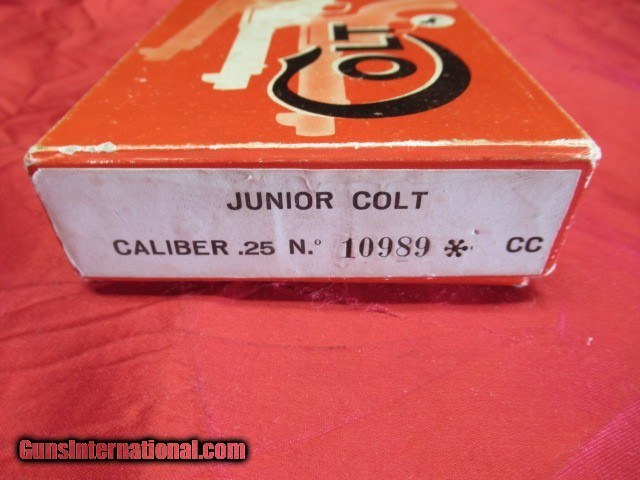 COLT
JUNIOR COLT
CALIBER .25 N.º 10989 * CC
GunsInternational.com